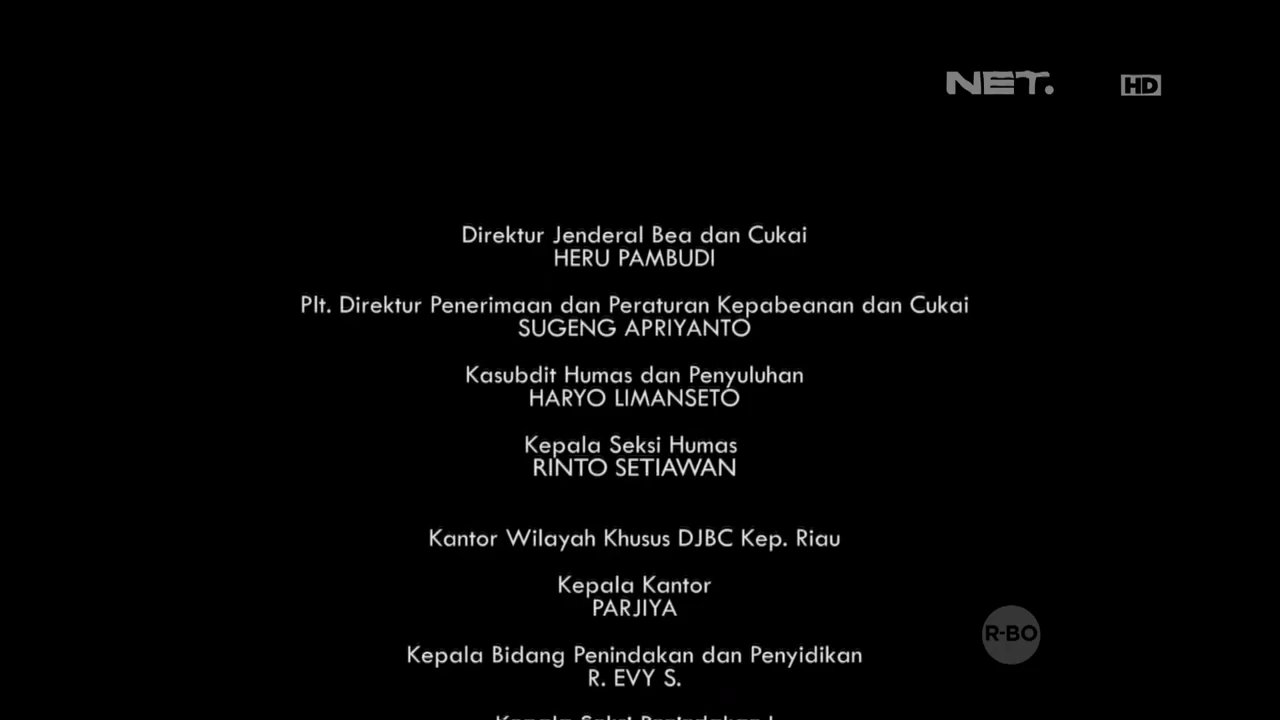 NET.
HD
Direktur Jenderal Bea dan Cukai
HERU PAMBUDI
Plt. Direktur Penerimaan dan Peraturan Kepabeanan dan Cukai
SUGENG APRIYANTO
Kasubdit Humas dan Penyuluhan
HARYO LIMANSETO
Kepala Seksi Humas
RINTO SETIAWAN
Kantor Wilayah Khusus DJBC Kep. Riau
Kepala Kantor
PARJIYA
R-BO
Kepala Bidang Penindakan dan Penyidikan
R. EVY S.